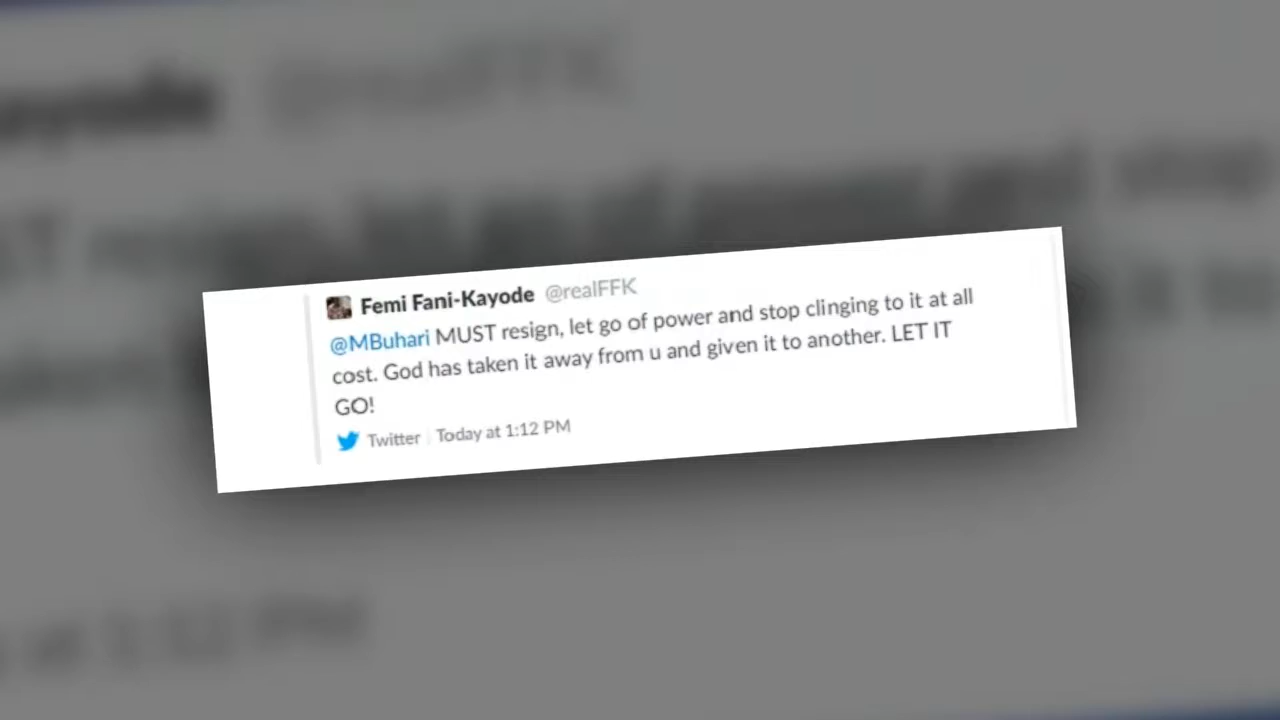 Femi Fani-Kayode @realFFK
@MBuhari MUST resign, let go of power and stop clinging to it at all
cost. God has taken it away from u and given it to another. LET IT
GO!
Twitter | Today at 1:12 PM